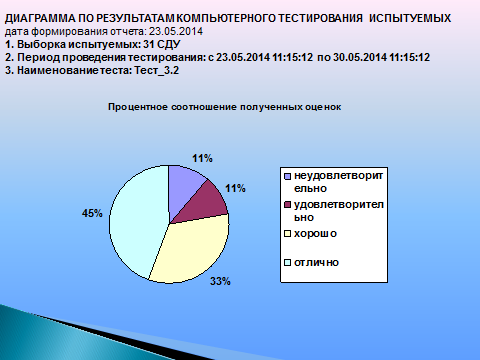 ДИАГРАММА ПО РЕЗУЛЬТАТАМ КОМПЬЮТЕРНОГО ТЕСТИРОВАНИЯ ИСПЫТУЕМЫХ
дата формирования отчета: 23.05.2014
1. Выборка испытуемых: 31 СДУ
2. Период проведения тестирования: с 23.05.2014 11:15:12 по 30.05.2014 11:15:12
3. Наименование теста: Тест_3.2
Процентное соотношение полученных оценок
11%
11%
45%
33%
неудовлетворит
ельно
удовлетворител
ьно
хорошо
отлично